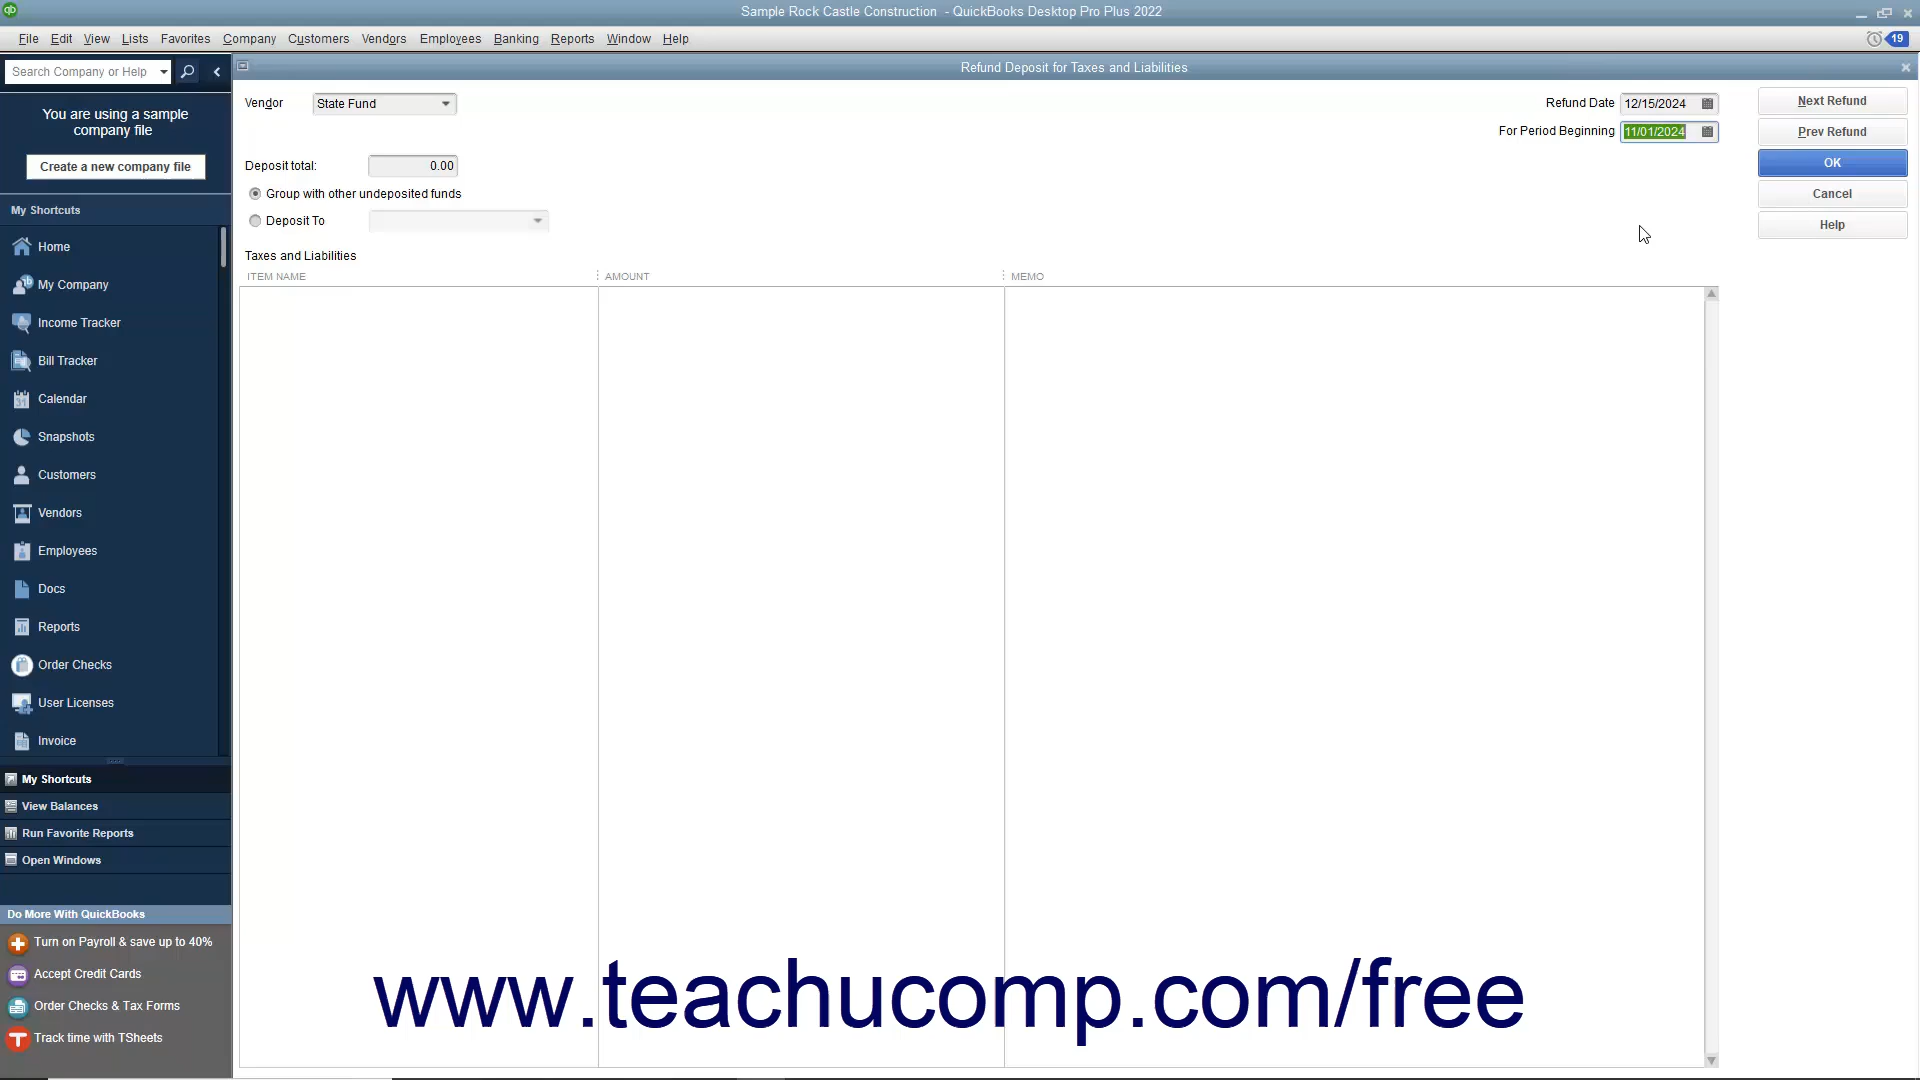 Sample Rock Castle Construction - QuickBooks Desktop Pro Plus 2022
File Edit View Lists Favorites Company Customers Vendors Employees Banking Reports Window Help
19
Search Company or Help
Refund Deposit for Taxes and Liabilities
You are using a sample
company file
Create a new company file
My Shortcuts
Home
My Company
Income Tracker
Bill Tracker
Calendar
Snapshots
Customers
Vendors
Employees
Docs
Reports
Order Checks
User Licenses
Invoice
My Shortcuts
View Balances
Run Favorite Reports
Open Windows
Do More With QuickBooks
Turn on Payroll & save up to 40%
Accept Credit Cards
Order Checks & Tax Forms
Track time with TSheets
Vendor State Fund
Refund Date 12/15/2024
For Period Beginning 11/01/2024
Deposit total: 0.00
Group with other undeposited funds
Deposit To
Taxes and Liabilities
ITEM NAME AMOUNT MEMO
Next Refund
Prev Refund
OK
Cancel
Help
www.teachucomp.com/free